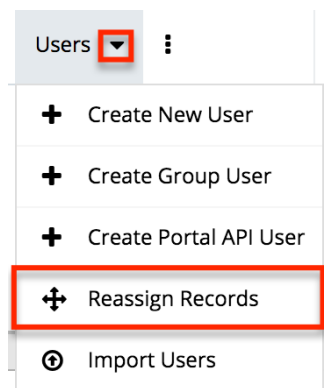 Users
Create New User
Create Group User
Create Portal API User
Reassign Records
Import Users